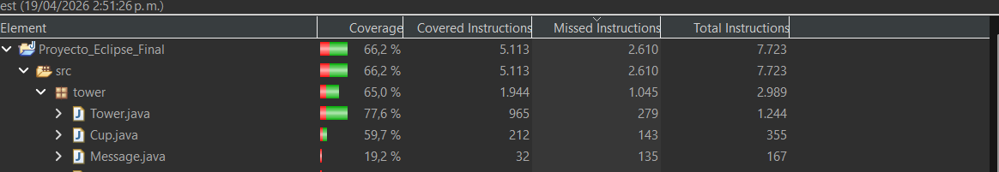 est (19/04/2026 2:51:26 p. m.)
Element Coverage Covered Instructions Missed Instructions Total Instructions
Proyecto_Eclipse_Final 66,2 % 5.113 2.610 7.723
src 66,2 % 5.113 2.610 7.723
tower 65,0 % 1.944 1.045 2.989
Tower.java 77,6 % 965 279 1.244
Cup.java 59,7 % 212 143 355
Message.java 19,2 % 32 135 167